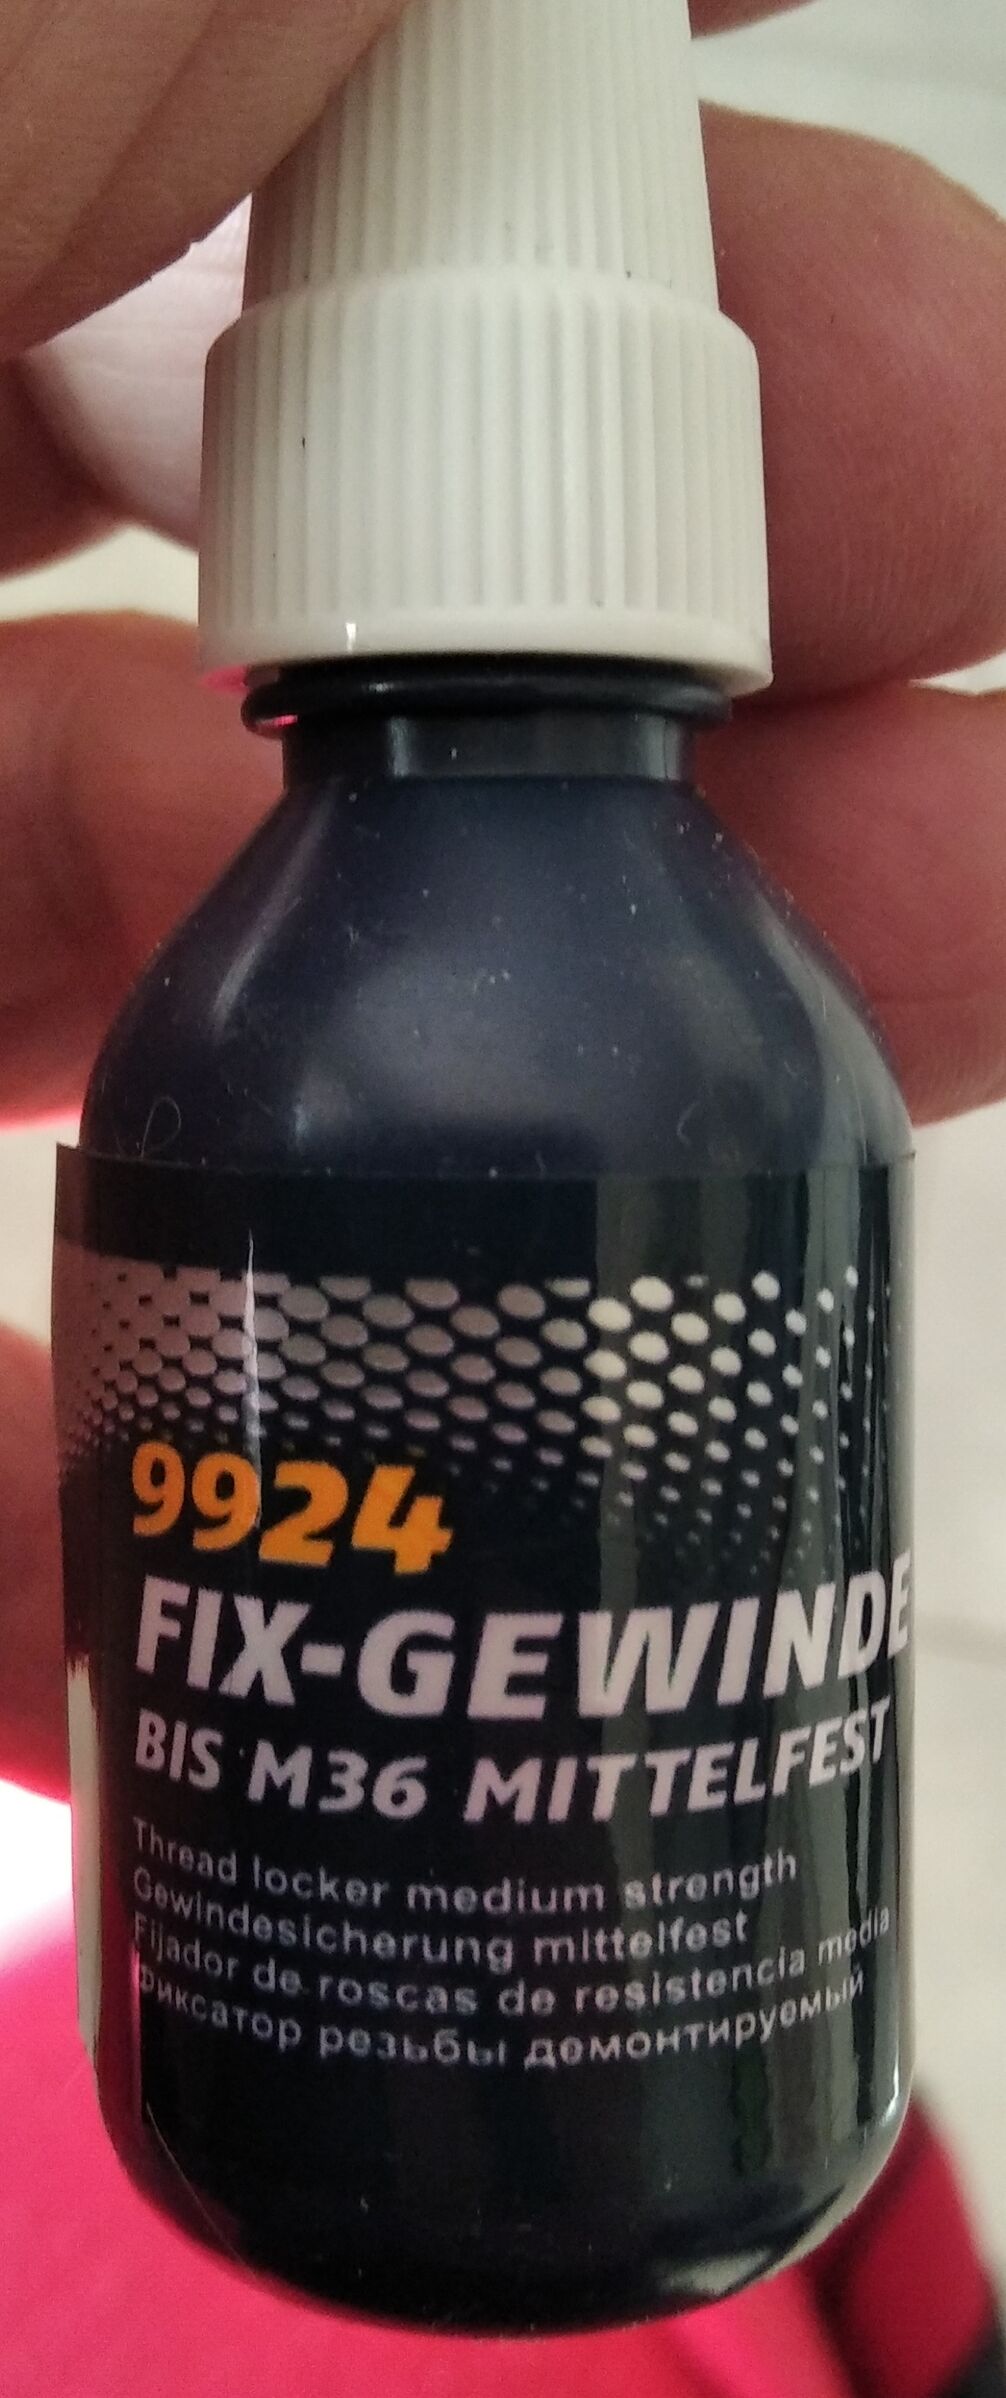 9924
FIX-GEWINDE
BIS M36 MITTELFEST
Thread locker medium strength
Gewindesicherung mittelfest
Fijador de roscas de resistencia media
Фиксатор резьбы демонтируемый